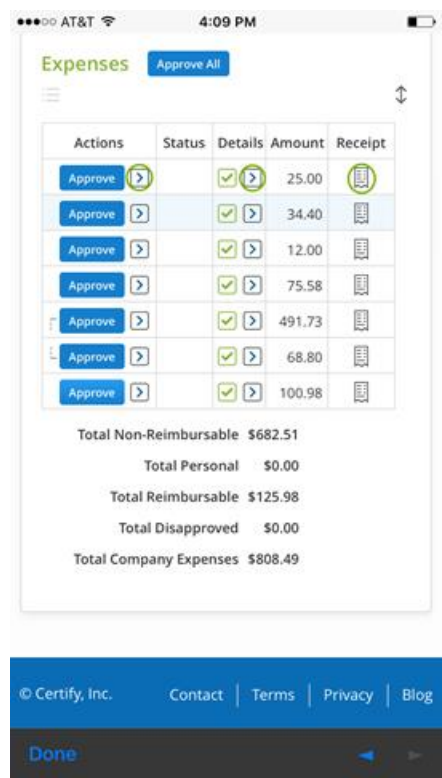 AT&T 4:09 PM
Expenses Approve All
Actions Status Details Amount Receipt
Approve 25.00
Approve 34.40
Approve 12.00
Approve 75.58
Approve 491.73
Approve 68.80
Approve 100.98
Total Non-Reimbursable $682.51
Total Personal $0.00
Total Reimbursable $125.98
Total Disapproved $0.00
Total Company Expenses $808.49
© Certify, Inc. Contact | Terms | Privacy | Blog
Done